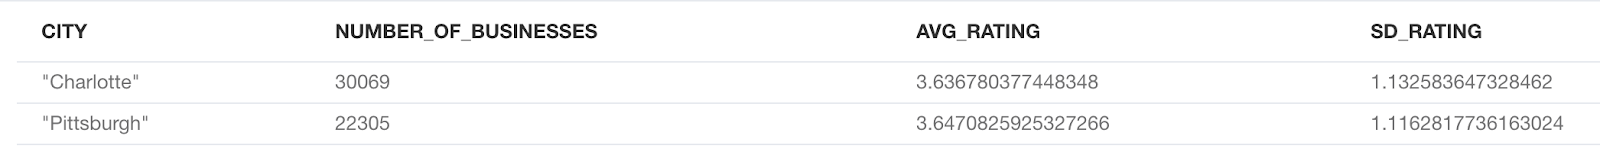 CITY NUMBER_OF_BUSINESSES AVG_RATING SD_RATING
"Charlotte" 30069 3.636780377448348 1.132583647328462
"Pittsburgh" 22305 3.6470825925327266 1.1162817736163024